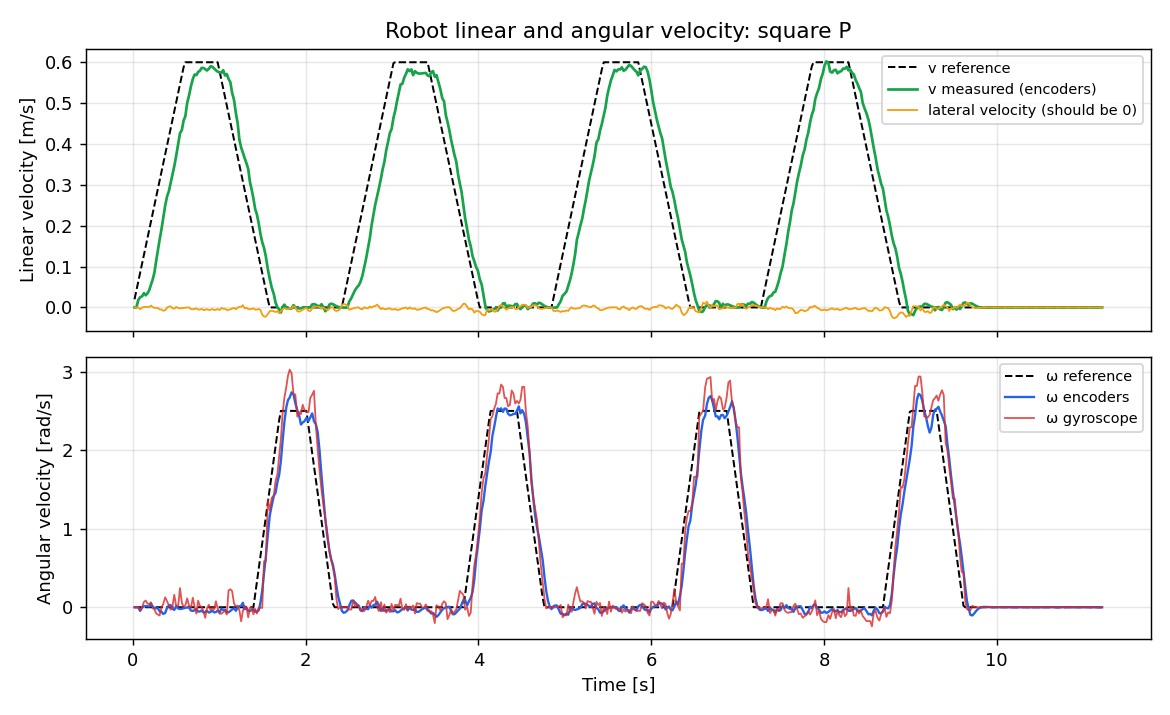 Robot linear and angular velocity: square P
Linear velocity [m/s]
0.6
0.5
0.4
0.3
0.2
0.1
0.0
v reference
v measured (encoders)
lateral velocity (should be 0)
Angular velocity [rad/s]
3
2
1
0
ω reference
ω encoders
ω gyroscope
0 2 4 6 8 10
Time [s]